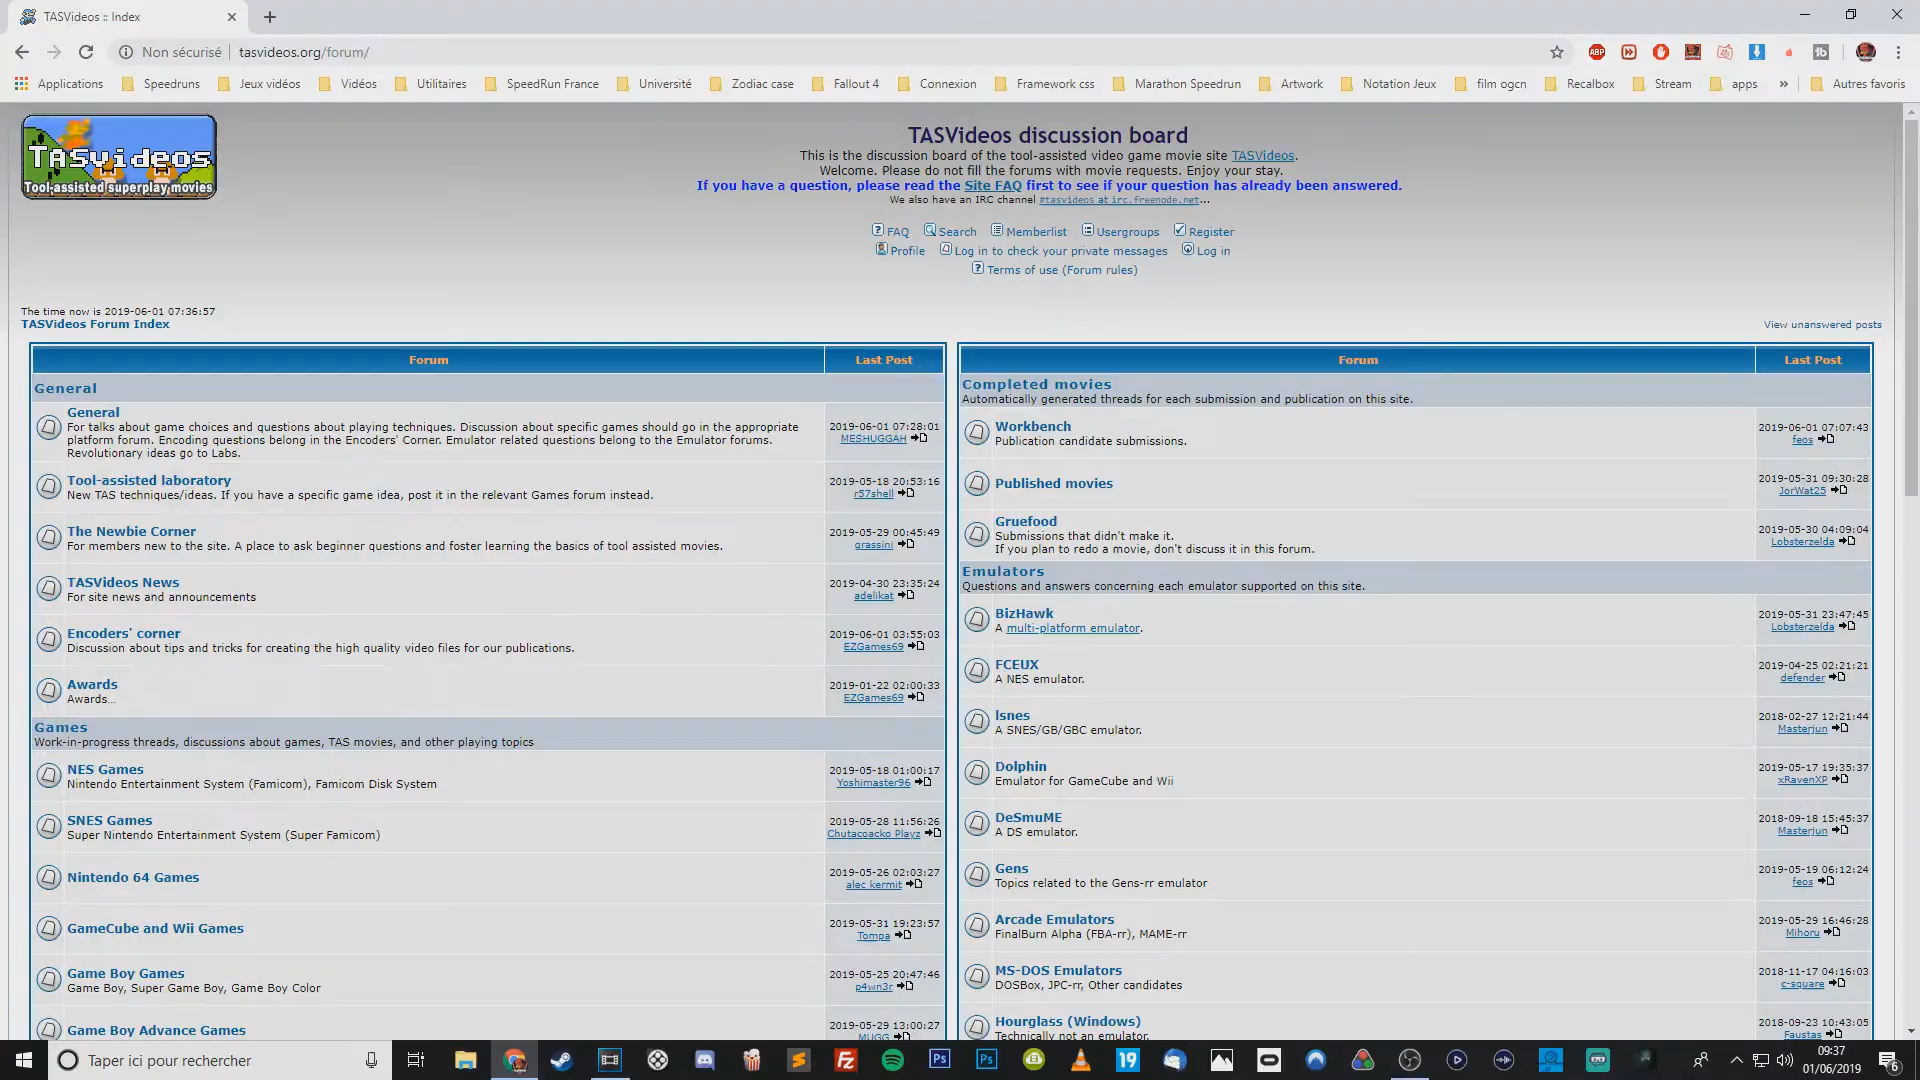 TASVideos :: Index
Non sécurisé
tasvideos.org/forum/
Applications
Speedruns
Jeux vidéos
Vidéos
Utilitaires
SpeedRun France
Université
Zodiac case
Fallout 4
Connexion
Framework css
Marathon Speedrun
Artwork
Notation Jeux
film ogcn
Recalbox
Stream
apps
»
Autres favoris
TASvideos
Tool-assisted superplay movies
TASVideos discussion board
This is the discussion board of the tool-assisted video game movie site TASVideos.
Welcome. Please do not fill the forums with movie requests. Enjoy your stay.
If you have a question, please read the Site FAQ first to see if your question has already been answered.
We also have an IRC channel #tasvideos at irc.freenode.net...
FAQ Search Memberlist Usergroups Register
Profile Log in to check your private messages Log in
Terms of use (Forum rules)
The time now is 2019-06-01 07:36:57
TASVideos Forum Index
View unanswered posts
Forum
Last Post
General
General
For talks about game choices and questions about playing techniques. Discussion about specific games should go in the appropriate
platform forum. Encoding questions belong in the Encoders' Corner. Emulator related questions belong to the Emulator forums.
Revolutionary ideas go to Labs.
2019-06-01 07:28:01
MESHUGGAH
Tool-assisted laboratory
New TAS techniques/ideas. If you have a specific game idea, post it in the relevant Games forum instead.
2019-05-18 20:53:16
r57shell
The Newbie Corner
For members new to the site. A place to ask beginner questions and foster learning the basics of tool assisted movies.
2019-05-29 00:45:49
grassini
TASVideos News
For site news and announcements
2019-04-30 23:35:24
adelikat
Encoders' corner
Discussion about tips and tricks for creating the high quality video files for our publications.
2019-06-01 03:55:03
EZGames69
Awards
Awards...
2019-01-22 02:00:33
EZGames69
Games
Work-in-progress threads, discussions about games, TAS movies, and other playing topics
NES Games
Nintendo Entertainment System (Famicom), Famicom Disk System
2019-05-18 01:00:17
Yoshimaster96
SNES Games
Super Nintendo Entertainment System (Super Famicom)
2019-05-28 11:56:26
Chutacoacko Playz
Nintendo 64 Games
2019-05-26 02:03:27
alec kermit
GameCube and Wii Games
2019-05-31 19:23:57
Tompa
Game Boy Games
Game Boy, Super Game Boy, Game Boy Color
2019-05-25 20:47:46
p4wn3r
Game Boy Advance Games
2019-05-29 13:00:27
MUGG
Forum
Last Post
Completed movies
Automatically generated threads for each submission and publication on this site.
Workbench
Publication candidate submissions.
2019-06-01 07:07:43
feos
Published movies
2019-05-31 09:30:28
JorWat25
Gruefood
Submissions that didn't make it.
If you plan to redo a movie, don't discuss it in this forum.
2019-05-30 04:09:04
Lobsterzelda
Emulators
Questions and answers concerning each emulator supported on this site.
BizHawk
A multi-platform emulator.
2019-05-31 23:47:45
Lobsterzelda
FCEUX
A NES emulator.
2019-04-25 02:21:21
defender
lsnes
A SNES/GB/GBC emulator.
2018-02-27 12:21:44
Masterjun
Dolphin
Emulator for GameCube and Wii
2019-05-17 19:35:37
xRavenXP
DeSmuME
A DS emulator.
2018-09-18 15:45:37
Masterjun
Gens
Topics related to the Gens-rr emulator
2019-05-19 06:12:24
feos
Arcade Emulators
FinalBurn Alpha (FBA-rr), MAME-rr
2019-05-29 16:46:28
Mihoru
MS-DOS Emulators
DOSBox, JPC-rr, Other candidates
2018-11-17 04:16:03
c-square
Hourglass (Windows)
Technically not an emulator.
2018-09-23 10:43:05
Faustas
Taper ici pour rechercher
09:37
01/06/2019